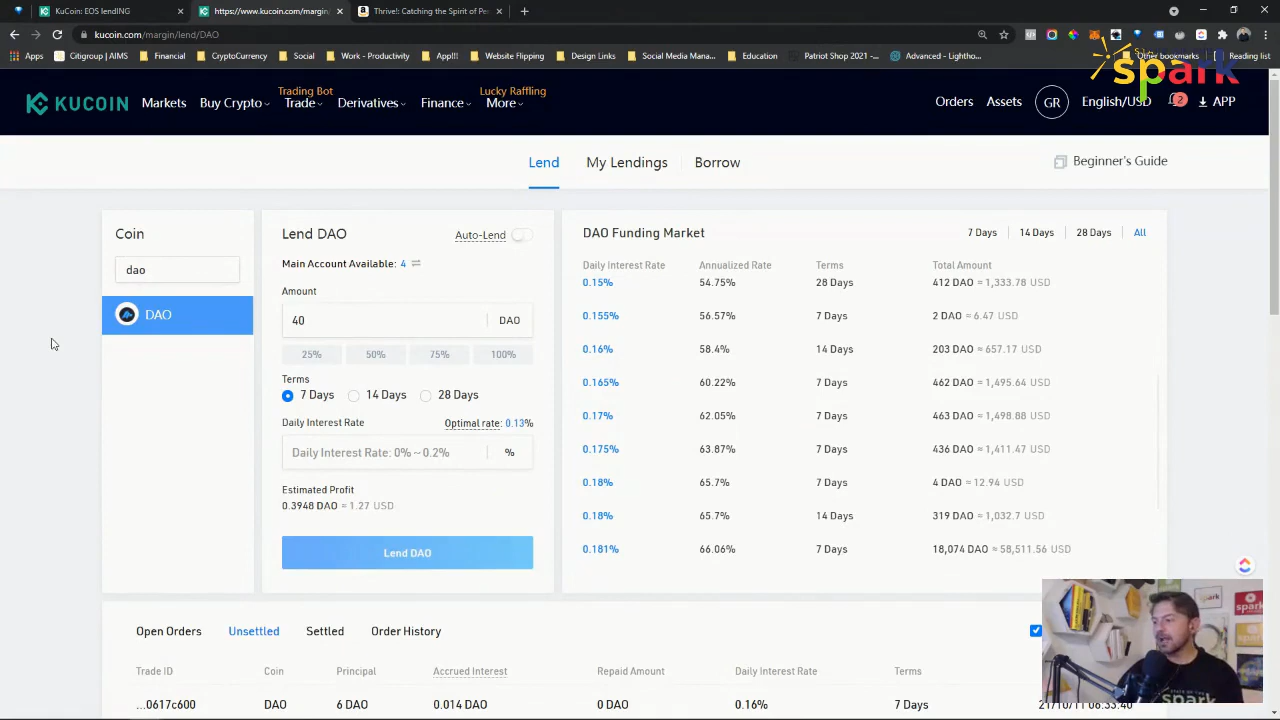 KuCoin: EOS lENDING
https://www.kucoin.com/margin
Thrive!: Catching the Spirit of Pe
kucoin.com/margin/lend/DAO
Apps
Citigroup | AIMS
Financial
CryptoCurrency
Social
Work - Productivity
App!!!
Website Flipping
Design Links
Social Media Mana...
Business Funding
Education
Patriot Shop 2021 -...
Advanced – Lightho...
Other bookmarks
Reading list
spark
KUCOIN
Markets
Buy Crypto
Trading Bot
Trade
Derivatives
Finance
Lucky Raffling
More
Orders
Assets
GR
English/USD
2
APP
Lend
My Lendings
Borrow
Beginner's Guide
Coin
dao
DAO
Lend DAO
Auto-Lend
Main Account Available: 4
Amount
40 DAO
25% 50% 75% 100%
Terms
7 Days 14 Days 28 Days
Daily Interest Rate Optimal rate: 0.13%
Daily Interest Rate: 0% ~ 0.2% %
Estimated Profit
0.3948 DAO ≈ 1.27 USD
Lend DAO
DAO Funding Market 7 Days 14 Days 28 Days All
Daily Interest Rate Annualized Rate Terms Total Amount
0.15% 54.75% 28 Days 412 DAO ≈ 1,333.78 USD
0.155% 56.57% 7 Days 2 DAO ≈ 6.47 USD
0.16% 58.4% 14 Days 203 DAO ≈ 657.17 USD
0.165% 60.22% 7 Days 462 DAO ≈ 1,495.64 USD
0.17% 62.05% 7 Days 463 DAO ≈ 1,498.88 USD
0.175% 63.87% 7 Days 436 DAO ≈ 1,411.47 USD
0.18% 65.7% 7 Days 4 DAO ≈ 12.94 USD
0.18% 65.7% 14 Days 319 DAO ≈ 1,032.7 USD
0.181% 66.06% 7 Days 18,074 DAO ≈ 58,511.56 USD
Open Orders Unsettled Settled Order History
Trade ID Coin Principal Accrued Interest Repaid Amount Daily Interest Rate Terms
...0617c600 DAO 6 DAO 0.014 DAO 0 DAO 0.16% 7 Days 21/10/11 06:33:40
spark
spark
spark